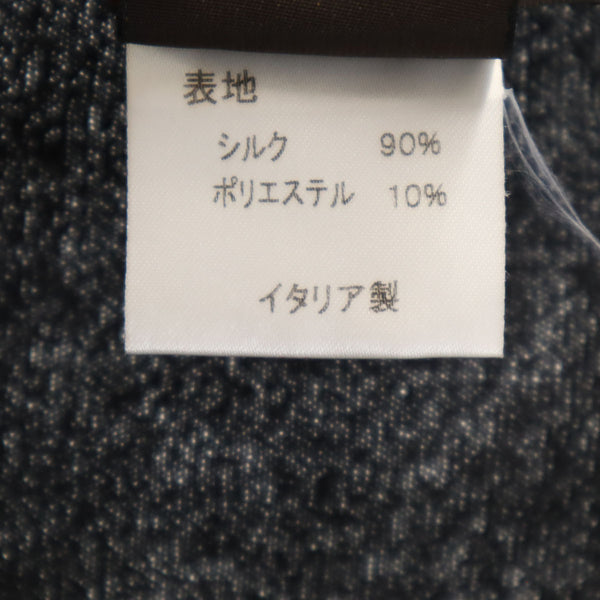 表地
シルク 90%
ポリエステル 10%
イタリア製